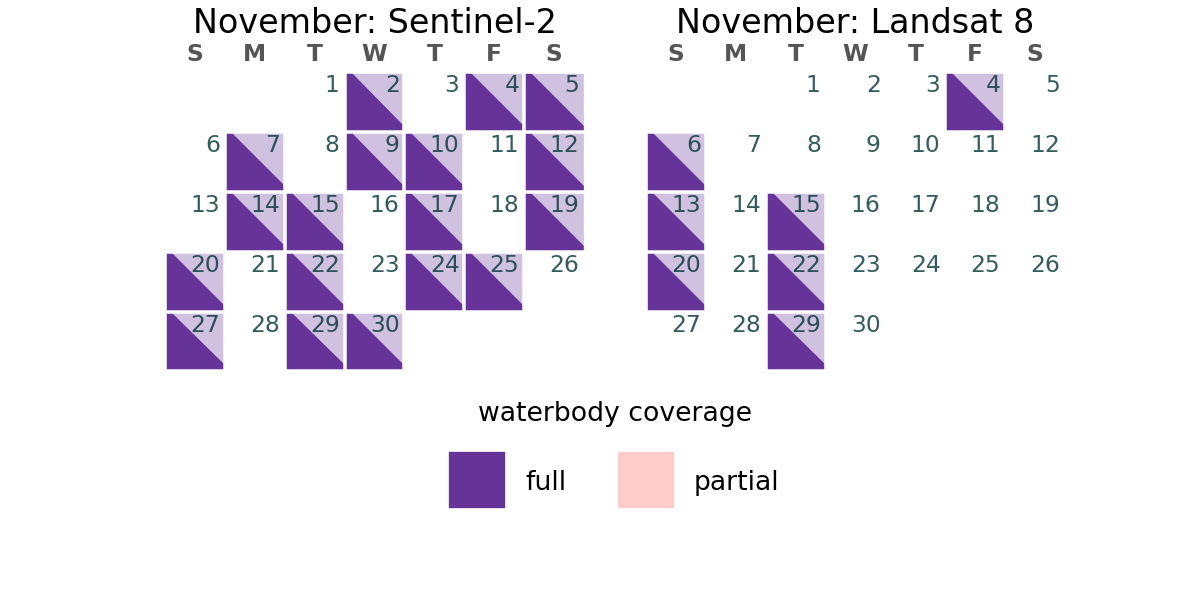 November: Sentinel-2
S M T W T F S
1 2 3 4 5
6 7 8 9 10 11 12
13 14 15 16 17 18 19
20 21 22 23 24 25 26
27 28 29 30
November: Landsat 8
S M T W T F S
1 2 3 4 5
6 7 8 9 10 11 12
13 14 15 16 17 18 19
20 21 22 23 24 25 26
27 28 29 30
waterbody coverage
full
partial